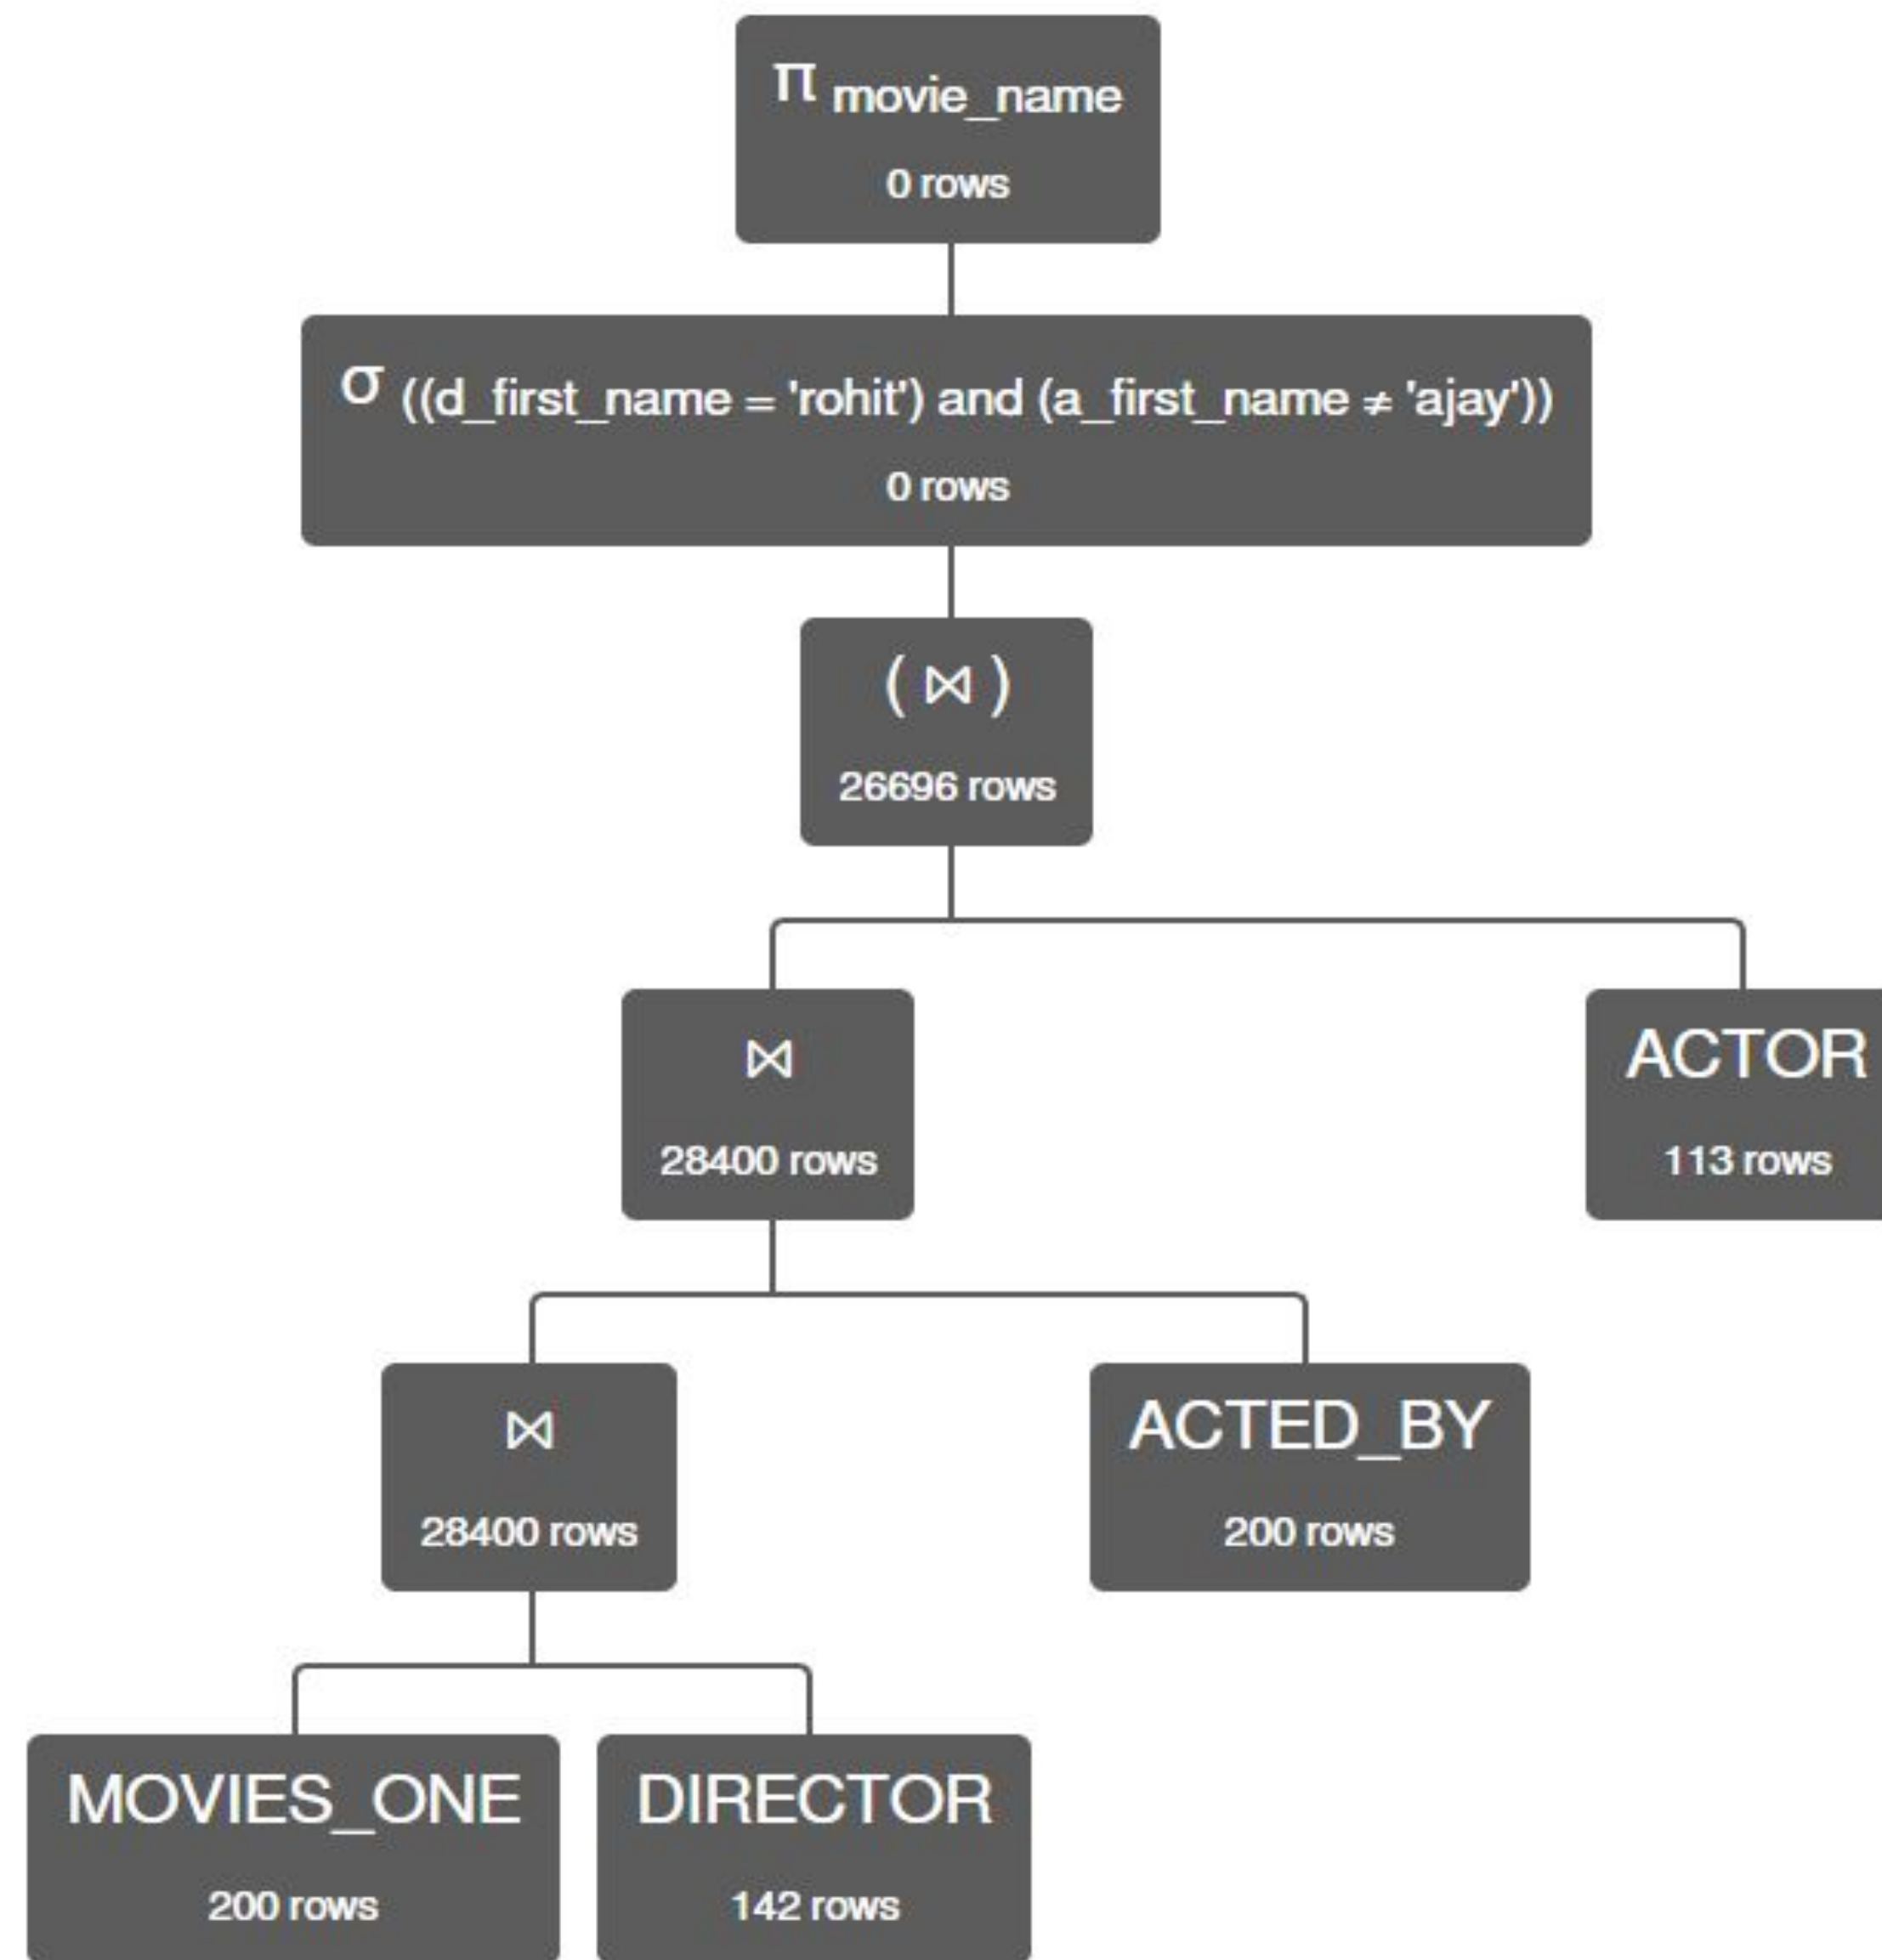 π movie_name
0 rows
σ ((d_first_name = 'rohit') and (a_first_name ≠ 'ajay'))
0 rows
( ⋈ )
26696 rows
⋈
28400 rows
ACTOR
113 rows
⋈
28400 rows
ACTED_BY
200 rows
MOVIES_ONE
200 rows
DIRECTOR
142 rows